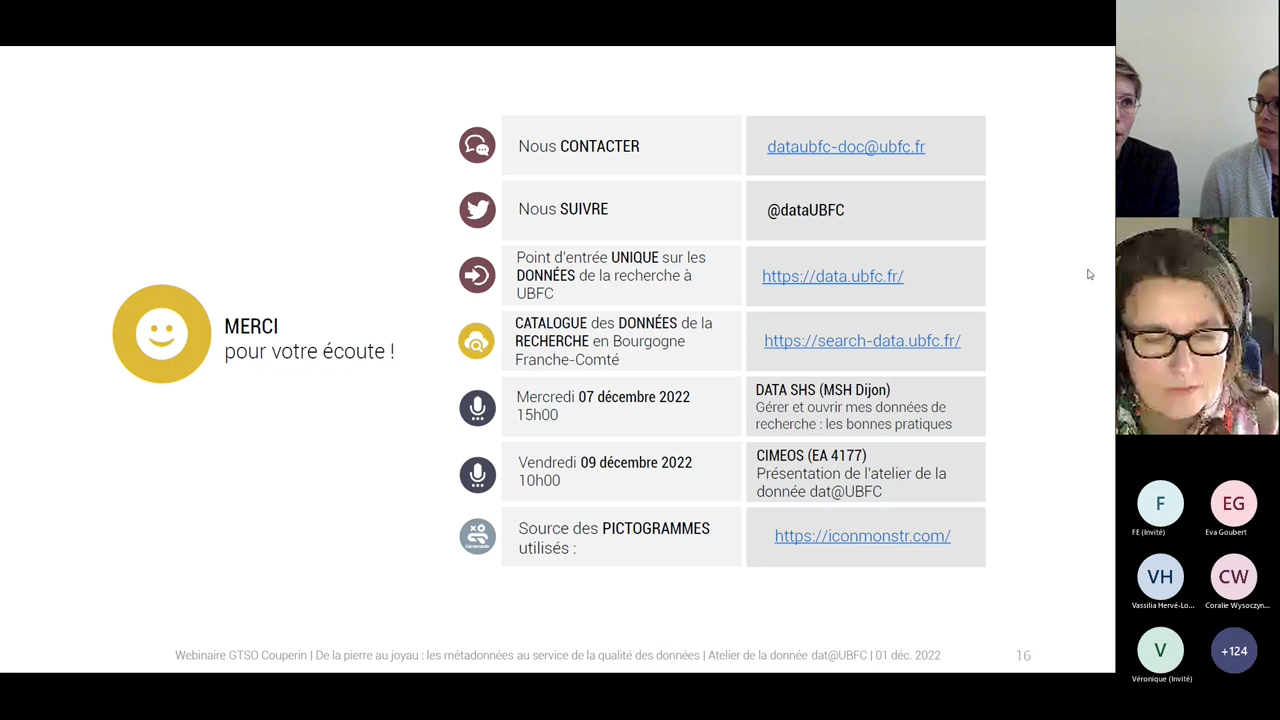 MERCI
pour votre écoute !
Nous CONTACTER
dataubfc-doc@ubfc.fr
Nous SUIVRE
@dataUBFC
Point d'entrée UNIQUE sur les
DONNÉES de la recherche à
UBFC
https://data.ubfc.fr/
CATALOGUE des DONNÉES de la
RECHERCHE en Bourgogne
Franche-Comté
https://search-data.ubfc.fr/
Mercredi 07 décembre 2022
15h00
DATA SHS (MSH Dijon)
Gérer et ouvrir mes données de
recherche : les bonnes pratiques
Vendredi 09 décembre 2022
10h00
CIMEOS (EA 4177)
Présentation de l'atelier de la
donnée dat@UBFC
Source des PICTOGRAMMES
utilisés :
https://iconmonstr.com/
Webinaire GTSO Couperin | De la pierre au joyau : les métadonnées au service de la qualité des données | Atelier de la donnée dat@UBFC | 01 déc. 2022
16
F
FE (Invité)
EG
Eva Goubert
VH
Vassilia Hervé-Lo...
CW
Coralie Wysoczyn...
V
Véronique (Invité)
+124